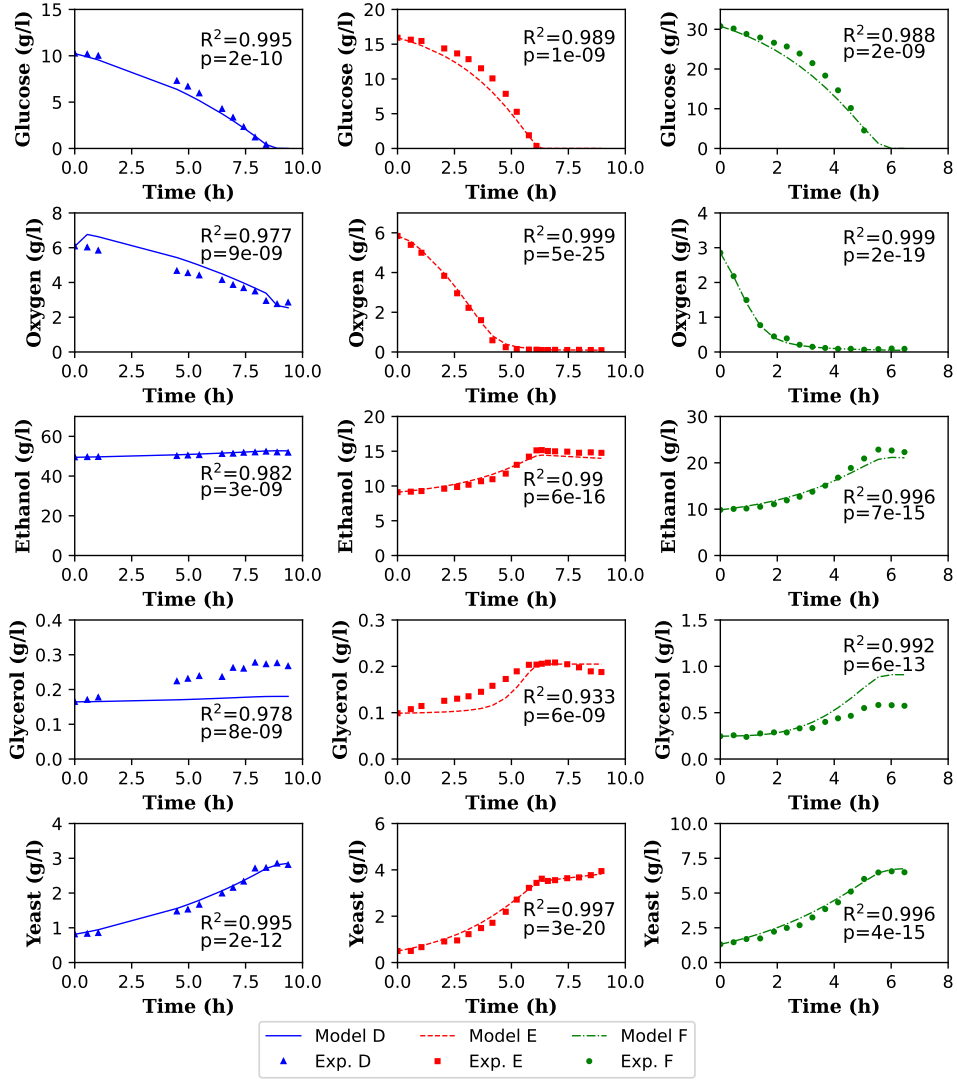 Glucose (g/l)
15
10
5
0
0.0 2.5 5.0 7.5 10.0
Time (h)
R²=0.995
p=2e-10
Glucose (g/l)
20
15
10
5
0
0.0 2.5 5.0 7.5 10.0
Time (h)
R²=0.989
p=1e-09
Glucose (g/l)
30
20
10
0
0 2 4 6 8
Time (h)
R²=0.988
p=2e-09
Oxygen (g/l)
8
6
4
2
0
0.0 2.5 5.0 7.5 10.0
Time (h)
R²=0.977
p=9e-09
Oxygen (g/l)
6
4
2
0
0.0 2.5 5.0 7.5 10.0
Time (h)
R²=0.999
p=5e-25
Oxygen (g/l)
4
3
2
1
0
0 2 4 6 8
Time (h)
R²=0.999
p=2e-19
Ethanol (g/l)
60
40
20
0
0.0 2.5 5.0 7.5 10.0
Time (h)
R²=0.982
p=3e-09
Ethanol (g/l)
20
15
10
5
0
0.0 2.5 5.0 7.5 10.0
Time (h)
R²=0.99
p=6e-16
Ethanol (g/l)
30
20
10
0
0 2 4 6 8
Time (h)
R²=0.996
p=7e-15
Glycerol (g/l)
0.4
0.3
0.2
0.1
0.0
0.0 2.5 5.0 7.5 10.0
Time (h)
R²=0.978
p=8e-09
Glycerol (g/l)
0.3
0.2
0.1
0.0
0.0 2.5 5.0 7.5 10.0
Time (h)
R²=0.933
p=6e-09
Glycerol (g/l)
1.5
1.0
0.5
0.0
0 2 4 6 8
Time (h)
R²=0.992
p=6e-13
Yeast (g/l)
4
3
2
1
0
0.0 2.5 5.0 7.5 10.0
Time (h)
R²=0.995
p=2e-12
Yeast (g/l)
6
4
2
0
0.0 2.5 5.0 7.5 10.0
Time (h)
R²=0.997
p=3e-20
Yeast (g/l)
10.0
7.5
5.0
2.5
0.0
0 2 4 6 8
Time (h)
R²=0.996
p=4e-15
Model D Model E Model F
Exp. D Exp. E Exp. F